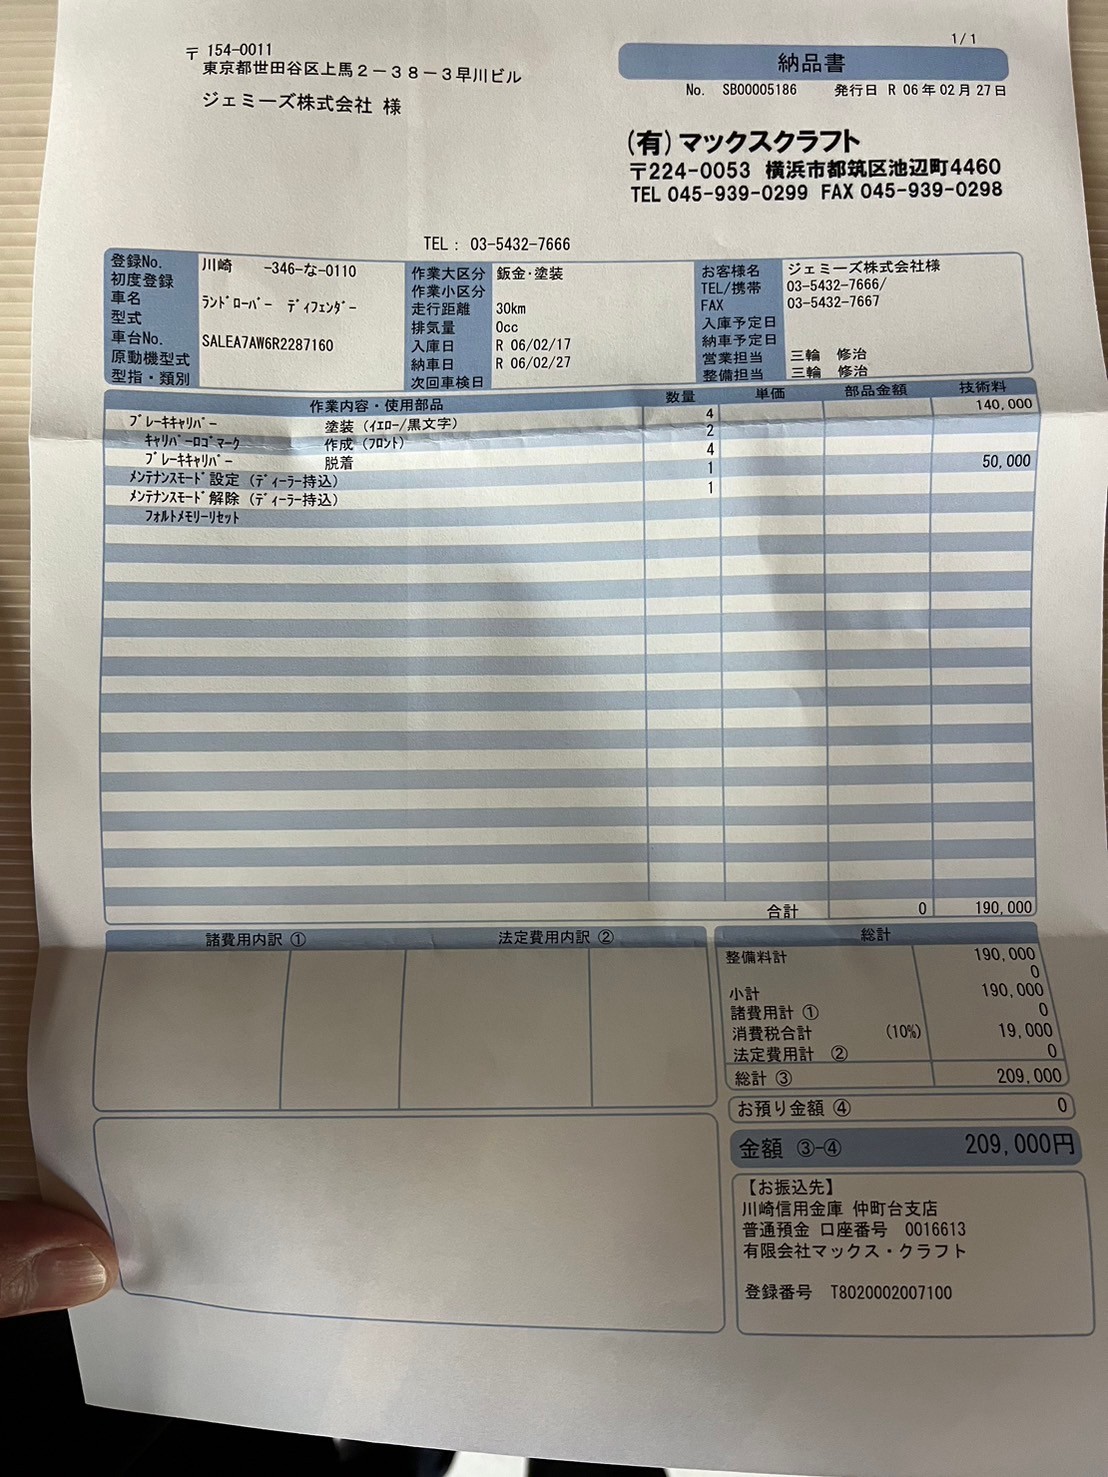 1/1
〒 154-0011
東京都世田谷区上馬2-38-3早川ビル
ジェミーズ株式会社 様
納品書
No. SB00005186 発行日 R 06年02月27日
(有)マックスクラフト
〒224-0053 横浜市都筑区池辺町4460
TEL 045-939-0299 FAX 045-939-0298
TEL : 03-5432-7666
登録No. 川崎 -346-な-0110
初度登録
車名 ﾗﾝﾄﾞﾛｰﾊﾞｰ ﾃﾞｨﾌｪﾝﾀﾞｰ
型式
車台No. SALEA7AW6R2287160
原動機型式
型指・類別
作業大区分 鈑金・塗装
作業小区分
走行距離 30km
排気量 0cc
入庫日 R 06/02/17
納車日 R 06/02/27
次回車検日
お客様名 ジェミーズ株式会社様
TEL/携帯 03-5432-7666/
FAX 03-5432-7667
入庫予定日
納車予定日
営業担当 三輪 修治
整備担当 三輪 修治
作業内容・使用部品 数量 単価 部品金額 技術料
ﾌﾞﾚｰｷｷｬﾘﾊﾟｰ 塗装(ｲｴﾛｰ/黒文字) 4 140,000
ｷｬﾘﾊﾟｰﾛｺﾞﾏｰｸ 作成(ﾌﾛﾝﾄ) 2
ﾌﾞﾚｰｷｷｬﾘﾊﾟｰ 脱着 4 50,000
ﾒﾝﾃﾅﾝｽﾓｰﾄﾞ設定(ﾃﾞｨｰﾗｰ持込) 1
ﾒﾝﾃﾅﾝｽﾓｰﾄﾞ解除(ﾃﾞｨｰﾗｰ持込) 1
ﾌｫﾙﾄﾒﾓﾘｰﾘｾｯﾄ
合計 0 190,000
諸費用内訳 ① 法定費用内訳 ②
総計
整備料計 190,000
0
小計 190,000
諸費用計 ① 0
消費税合計 (10%) 19,000
法定費用計 ② 0
総計 ③ 209,000
お預り金額 ④ 0
金額 ③-④ 209,000円
【お振込先】
川崎信用金庫 仲町台支店
普通預金 口座番号 0016613
有限会社マックス・クラフト
登録番号 T8020002007100